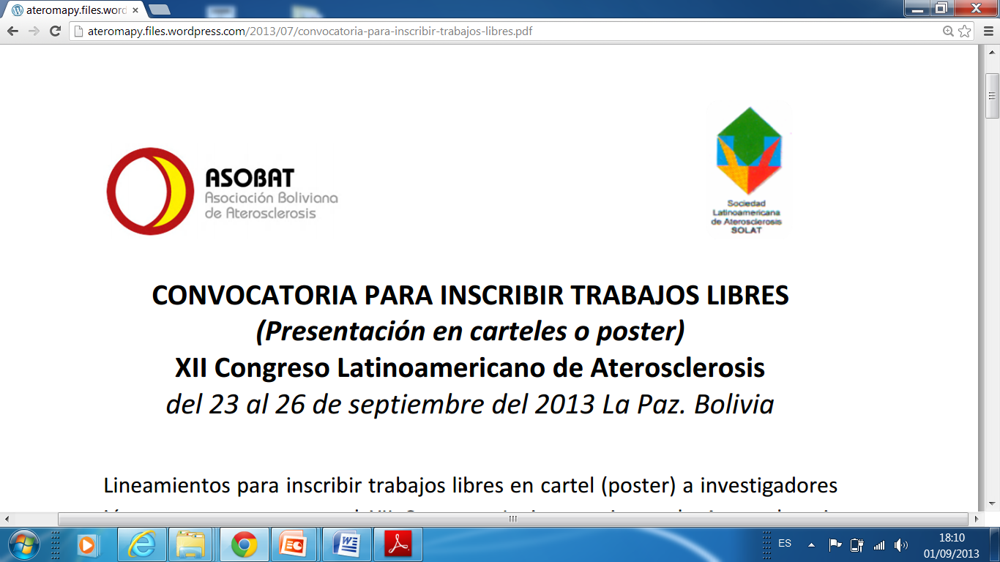 ateromapy.files.word
ateromapy.files.wordpress.com/2013/07/convocatoria-para-inscribir-trabajos-libres.pdf
ASOBAT
Asociación Boliviana
de Aterosclerosis
Sociedad
Latinoamericana
de Aterosclerosis
SOLAT
CONVOCATORIA PARA INSCRIBIR TRABAJOS LIBRES
(Presentación en carteles o poster)
XII Congreso Latinoamericano de Aterosclerosis
del 23 al 26 de septiembre del 2013 La Paz. Bolivia
Lineamientos para inscribir trabajos libres en cartel (poster) a investigadores
ES
18:10
01/09/2013